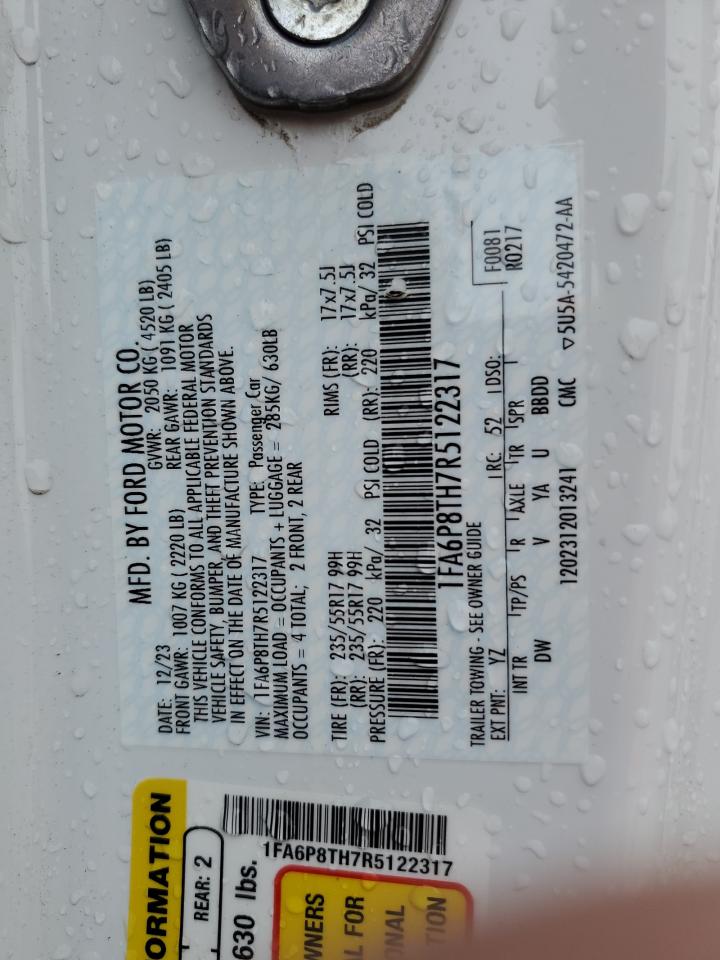 MFD. BY FORD MOTOR CO.
DATE: 12/23 GVWR: 2050 KG ( 4520 LB)
FRONT GAWR: 1007 KG ( 2220 LB) REAR GAWR: 1091 KG ( 2405 LB)
THIS VEHICLE CONFORMS TO ALL APPLICABLE FEDERAL MOTOR
VEHICLE SAFETY, BUMPER, AND THEFT PREVENTION STANDARDS
IN EFFECT ON THE DATE OF MANUFACTURE SHOWN ABOVE.
VIN: 1FA6P8TH7R5122317 TYPE: Passenger Car
MAXIMUM LOAD = OCCUPANTS + LUGGAGE = 285KG/ 630LB
OCCUPANTS = 4 TOTAL; 2 FRONT, 2 REAR
TIRE (FR): 235/55R17 99H RIMS (FR): 17x7.5J
(RR): 235/55R17 99H (RR): 17x7.5J
PRESSURE (FR): 220 kPa/ 32 PSI COLD (RR): 220 kPa/ 32 PSI COLD
1FA6P8TH7R5122317
TRAILER TOWING - SEE OWNER GUIDE F0081
EXT PNT: YZ RC: 52 DSO: R0217
INT TR TP/PS R AXLE TR SPR
DW V YA U BBDD
1202312013241 CMC ▽5U5A-5420472-AA
ORMATION
REAR: 2
1FA6P8TH7R5122317
630 lbs.
WNERS
L FOR
ONAL
TION